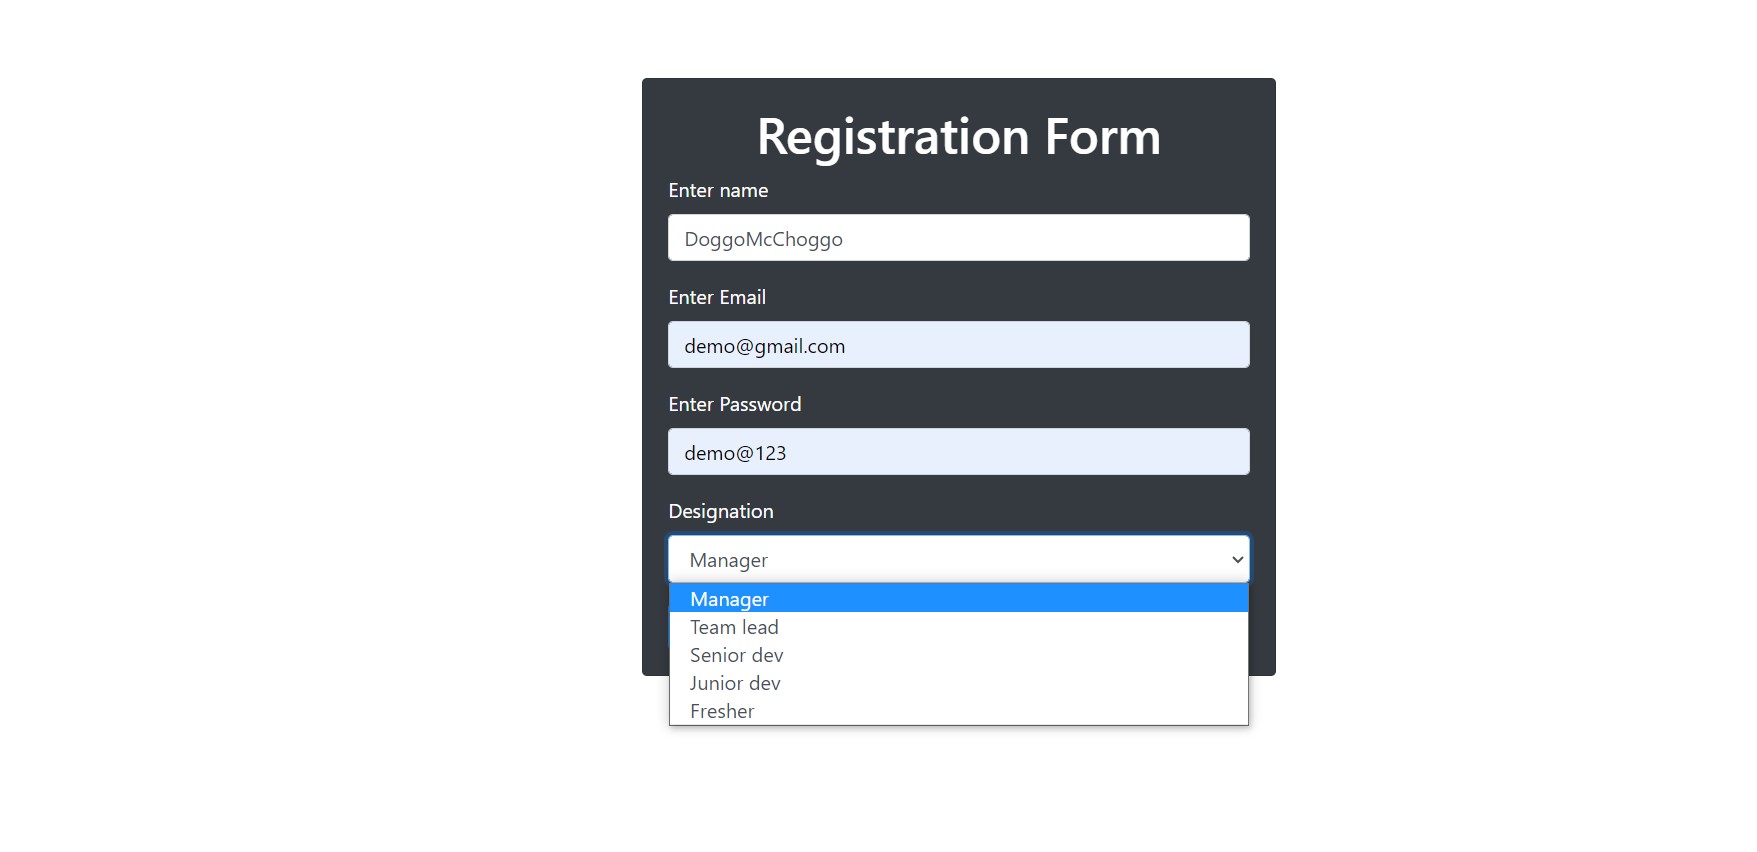 Registration Form
Enter name
DoggoMcChoggo
Enter Email
demo@gmail.com
Enter Password
demo@123
Designation
Manager
Manager
Team lead
Senior dev
Junior dev
Fresher